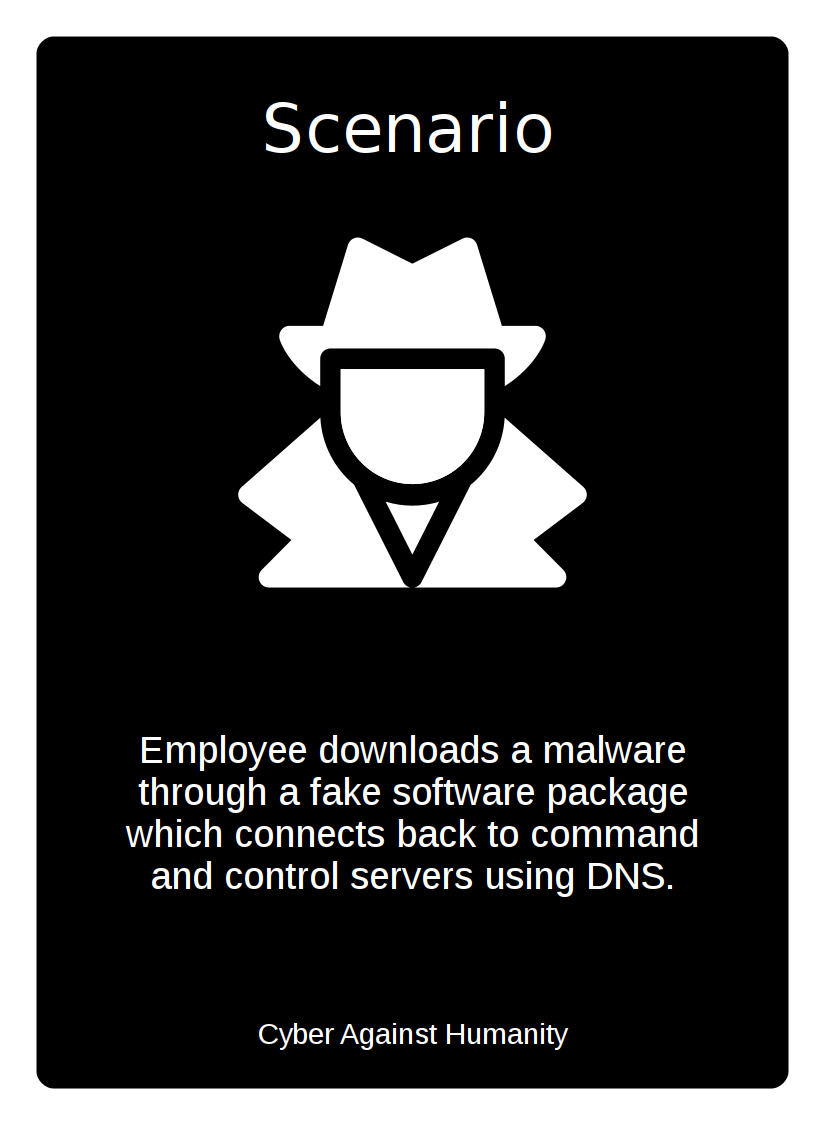 Scenario
Employee downloads a malware
through a fake software package
which connects back to command
and control servers using DNS.
Cyber Against Humanity